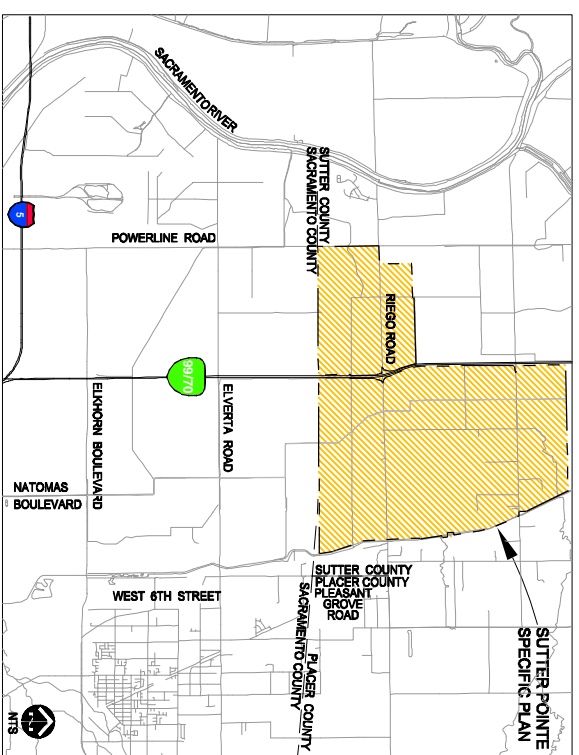 SACRAMENTO RIVER
SUTTER COUNTY
SACRAMENTO COUNTY
5
POWERLINE ROAD
RIEGO ROAD
99/70
ELVERTA ROAD
ELKHORN BOULEVARD
NATOMAS
BOULEVARD
SUTTER COUNTY
PLACER COUNTY
PLEASANT
GROVE
ROAD
WEST 6TH STREET
PLACER COUNTY
SACRAMENTO COUNTY
SUTTER POINTE
SPECIFIC PLAN
NTS